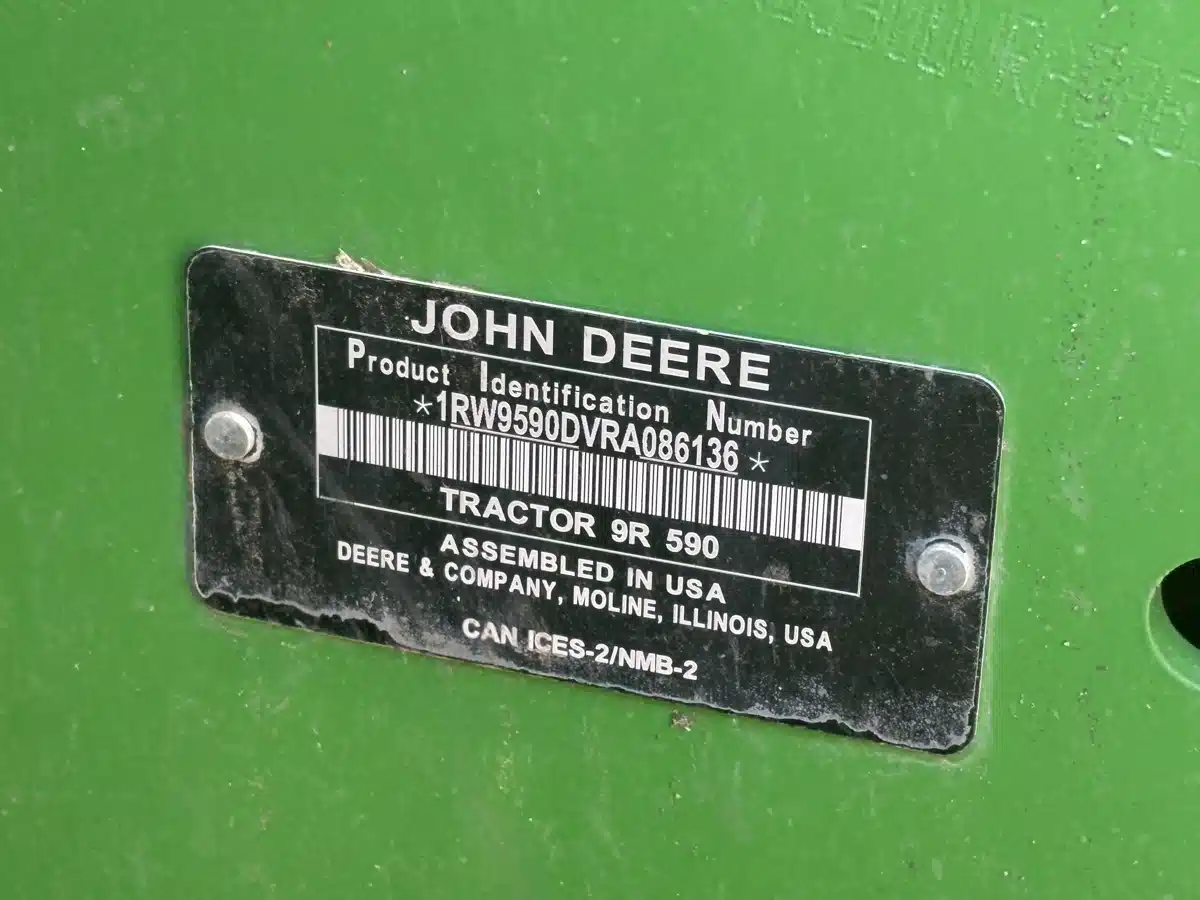 JOHN DEERE
Product Identification Number
*1RW9590DVRA086136*
TRACTOR 9R 590
ASSEMBLED IN USA
DEERE & COMPANY, MOLINE, ILLINOIS, USA
CAN ICES-2/NMB-2